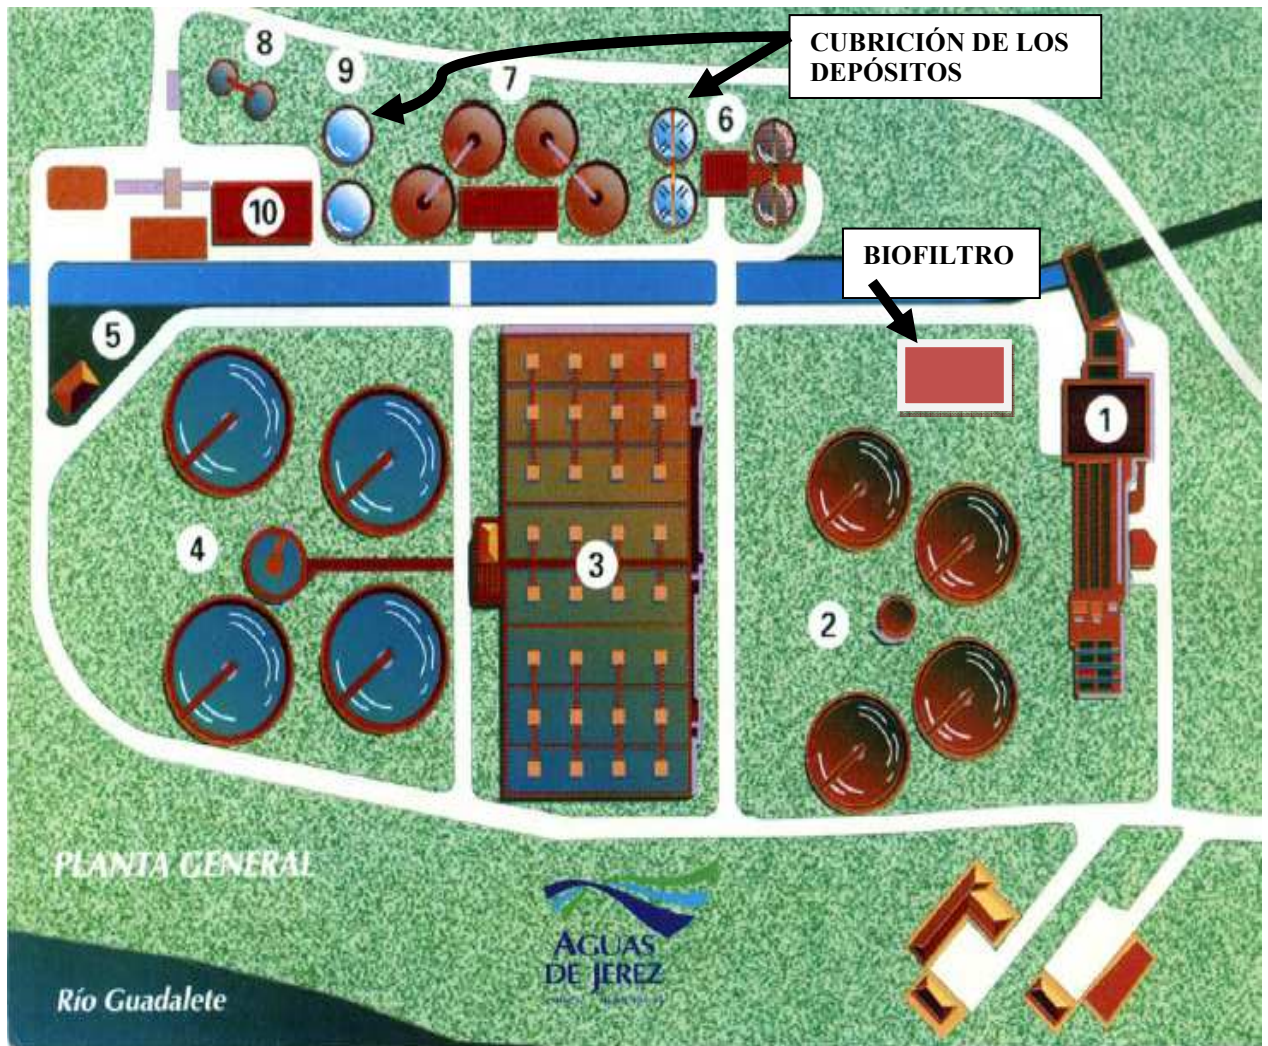 CUBRICIÓN DE LOS
DEPÓSITOS
8
9
7
6
10
BIOFILTRO
5
1
4
3
2
PLANTA GENERAL
AGUAS
DE JEREZ
Río Guadalete